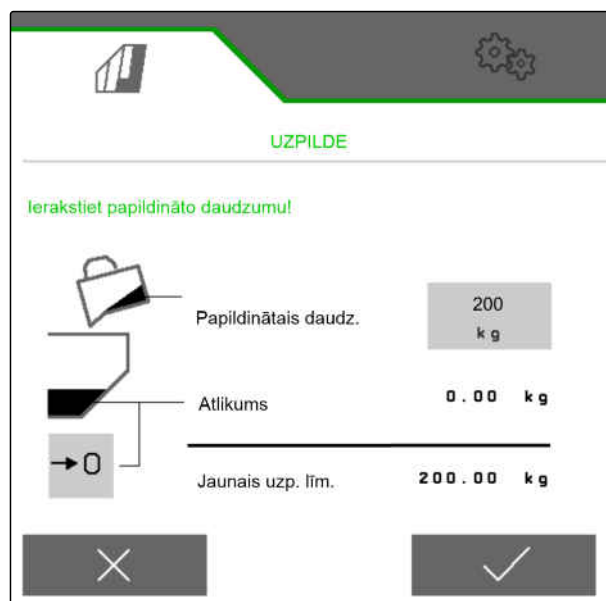 UZPILDE
Ierakstiet papildināto daudzumu!
Papildinātais daudz.
200
kg
Atlikums
0.00 kg
→0
Jaunais uzp. līm.
200.00 kg